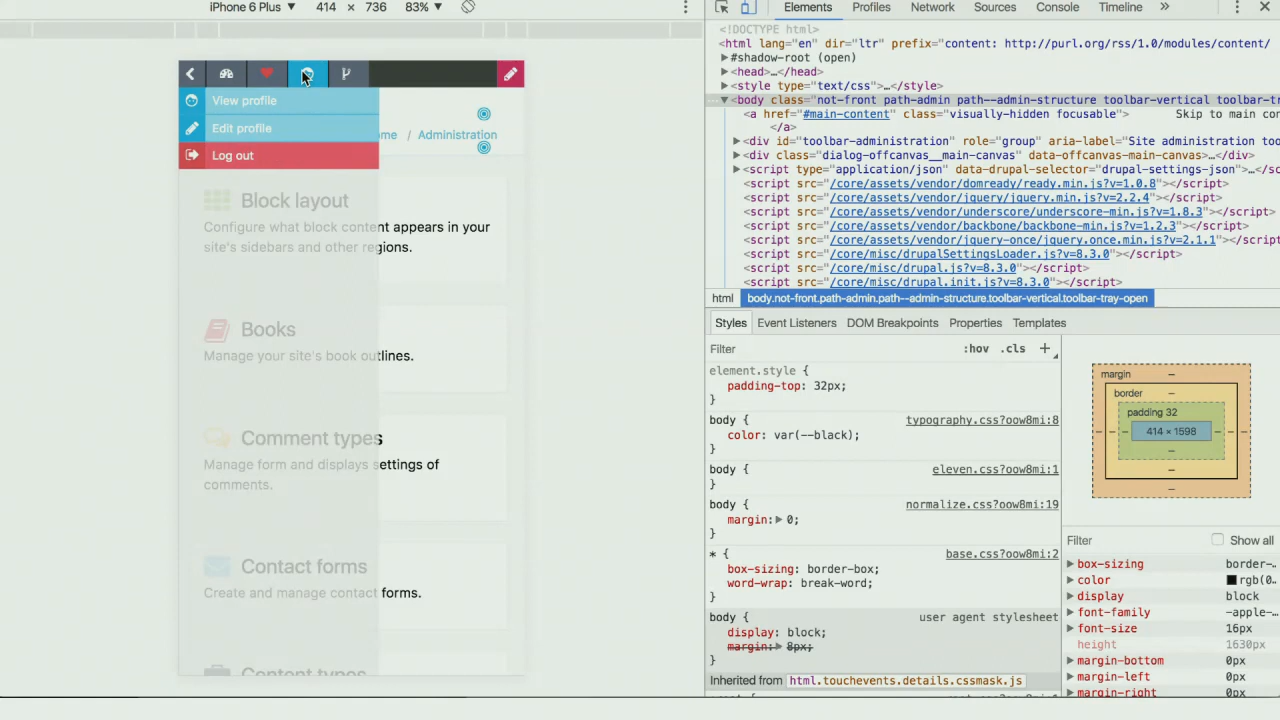 iPhone 6 Plus ▼ 414 × 736 83% ▼
Elements Profiles Network Sources Console Timeline »
<!DOCTYPE html>
<html lang="en" dir="ltr" prefix="content: http://purl.org/rss/1.0/modules/content/
▶#shadow-root (open)
▶<head>…</head>
▶<style type="text/css">…</style>
… ▼<body class="not-front path-admin path--admin-structure toolbar-vertical toolbar-tr
<a href="#main-content" class="visually-hidden focusable" Skip to main con
</a>
▶<div id="toolbar-administration" role="group" aria-label="Site administration to
▶<div class="dialog-offcanvas__main-canvas" data-offcanvas-main-canvas>…</div>
▶<script type="application/json" data-drupal-selector="drupal-settings-json">…</s
<script src="/core/assets/vendor/domready/ready.min.js?v=1.0.8"></script>
<script src="/core/assets/vendor/jquery/jquery.min.js?v=2.2.4"></script>
<script src="/core/assets/vendor/underscore/underscore-min.js?v=1.8.3"></script>
<script src="/core/assets/vendor/backbone/backbone-min.js?v=1.2.3"></script>
<script src="/core/assets/vendor/jquery-once/jquery.once.min.js?v=2.1.1"></script
<script src="/core/misc/drupalSettingsLoader.js?v=8.3.0"></script>
<script src="/core/misc/drupal.js?v=8.3.0"></script>
<script src="/core/misc/drupal.init.js?v=8.3.0"></script>
html body.not-front.path-admin.path--admin-structure.toolbar-vertical.toolbar-tray-open
View profile
Edit profile
Log out
ome / Administration
Block layout
Configure what block content appears in your
site's sidebars and other regions.
Books
Manage your site's book outlines.
Comment types
Manage form and displays settings of
comments.
Contact forms
Create and manage contact forms.
Content types
Styles Event Listeners DOM Breakpoints Properties Templates
Filter :hov .cls +
element.style {
padding-top: 32px;
}
body { typography.css?oow8mi:8
color: var(--black);
}
body { eleven.css?oow8mi:1
}
body { normalize.css?oow8mi:19
margin:▶ 0;
}
* { base.css?oow8mi:2
box-sizing: border-box;
word-wrap: break-word;
}
body { user agent stylesheet
display: block;
margin:▶ 8px;
}
Inherited from html.touchevents.details.cssmask.js
margin –
border –
padding 32
– – – 414 × 1598 – – –
–
–
–
Filter Show all
▶ box-sizing border-…
▶ color rgb(0…
▶ display block
▶ font-family -apple-…
▶ font-size 16px
height 1630px
▶ margin-bottom 0px
▶ margin-left 0px
▶ margin-right 0px